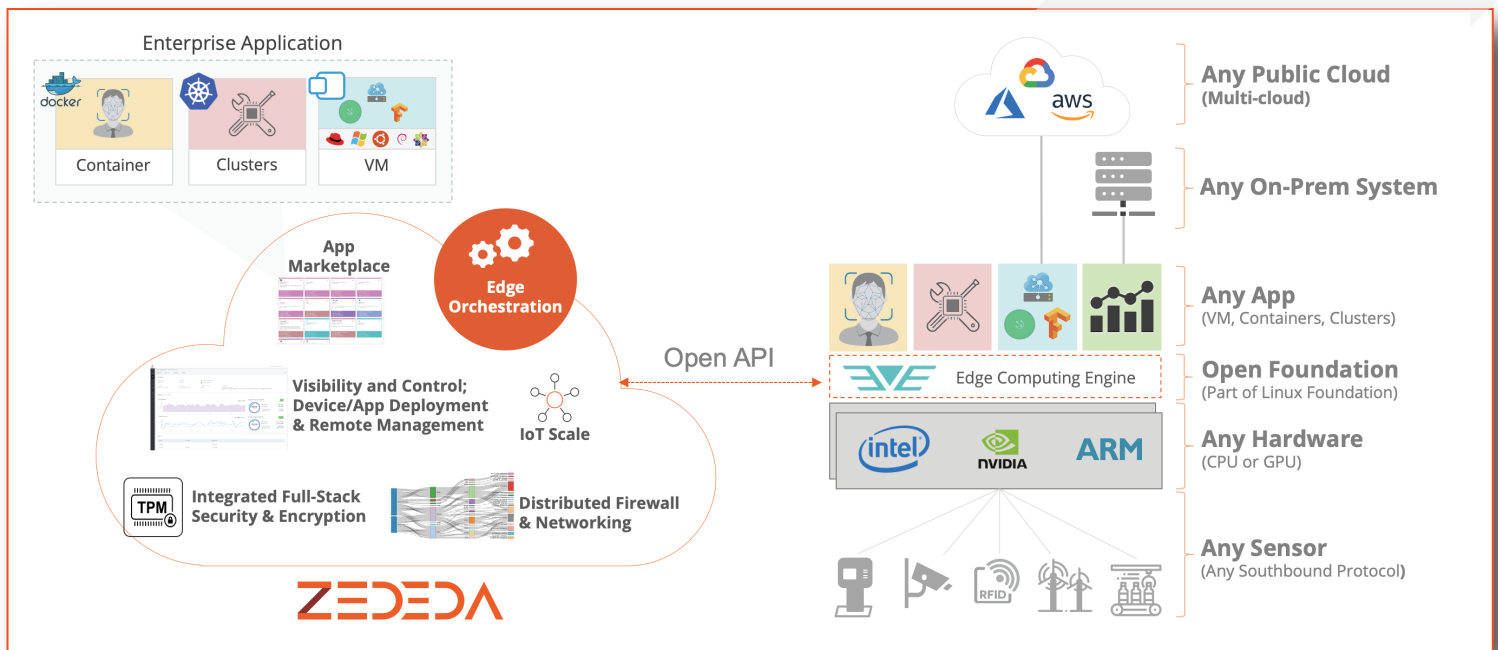 Enterprise Application
docker
Container
Clusters
VM
App
Marketplace
Edge
Orchestration
Visibility and Control;
Device/App Deployment
& Remote Management
IoT Scale
TPM
Integrated Full-Stack
Security & Encryption
Distributed Firewall
& Networking
ZEDEDA
Open API
aws
EVE
Edge Computing Engine
intel
NVIDIA
ARM
RFID
Any Public Cloud
(Multi-cloud)
Any On-Prem System
Any App
(VM, Containers, Clusters)
Open Foundation
(Part of Linux Foundation)
Any Hardware
(CPU or GPU)
Any Sensor
(Any Southbound Protocol)